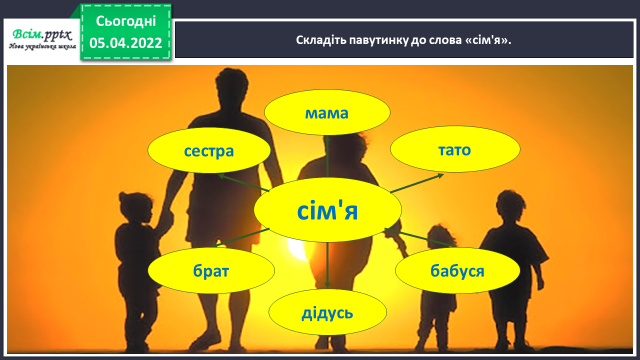 Всім.pptx
Нова українська школа
Сьогодні
05.04.2022
Складіть павутинку до слова «сім'я».
мама
сестра
тато
сім'я
брат
бабуся
дідусь